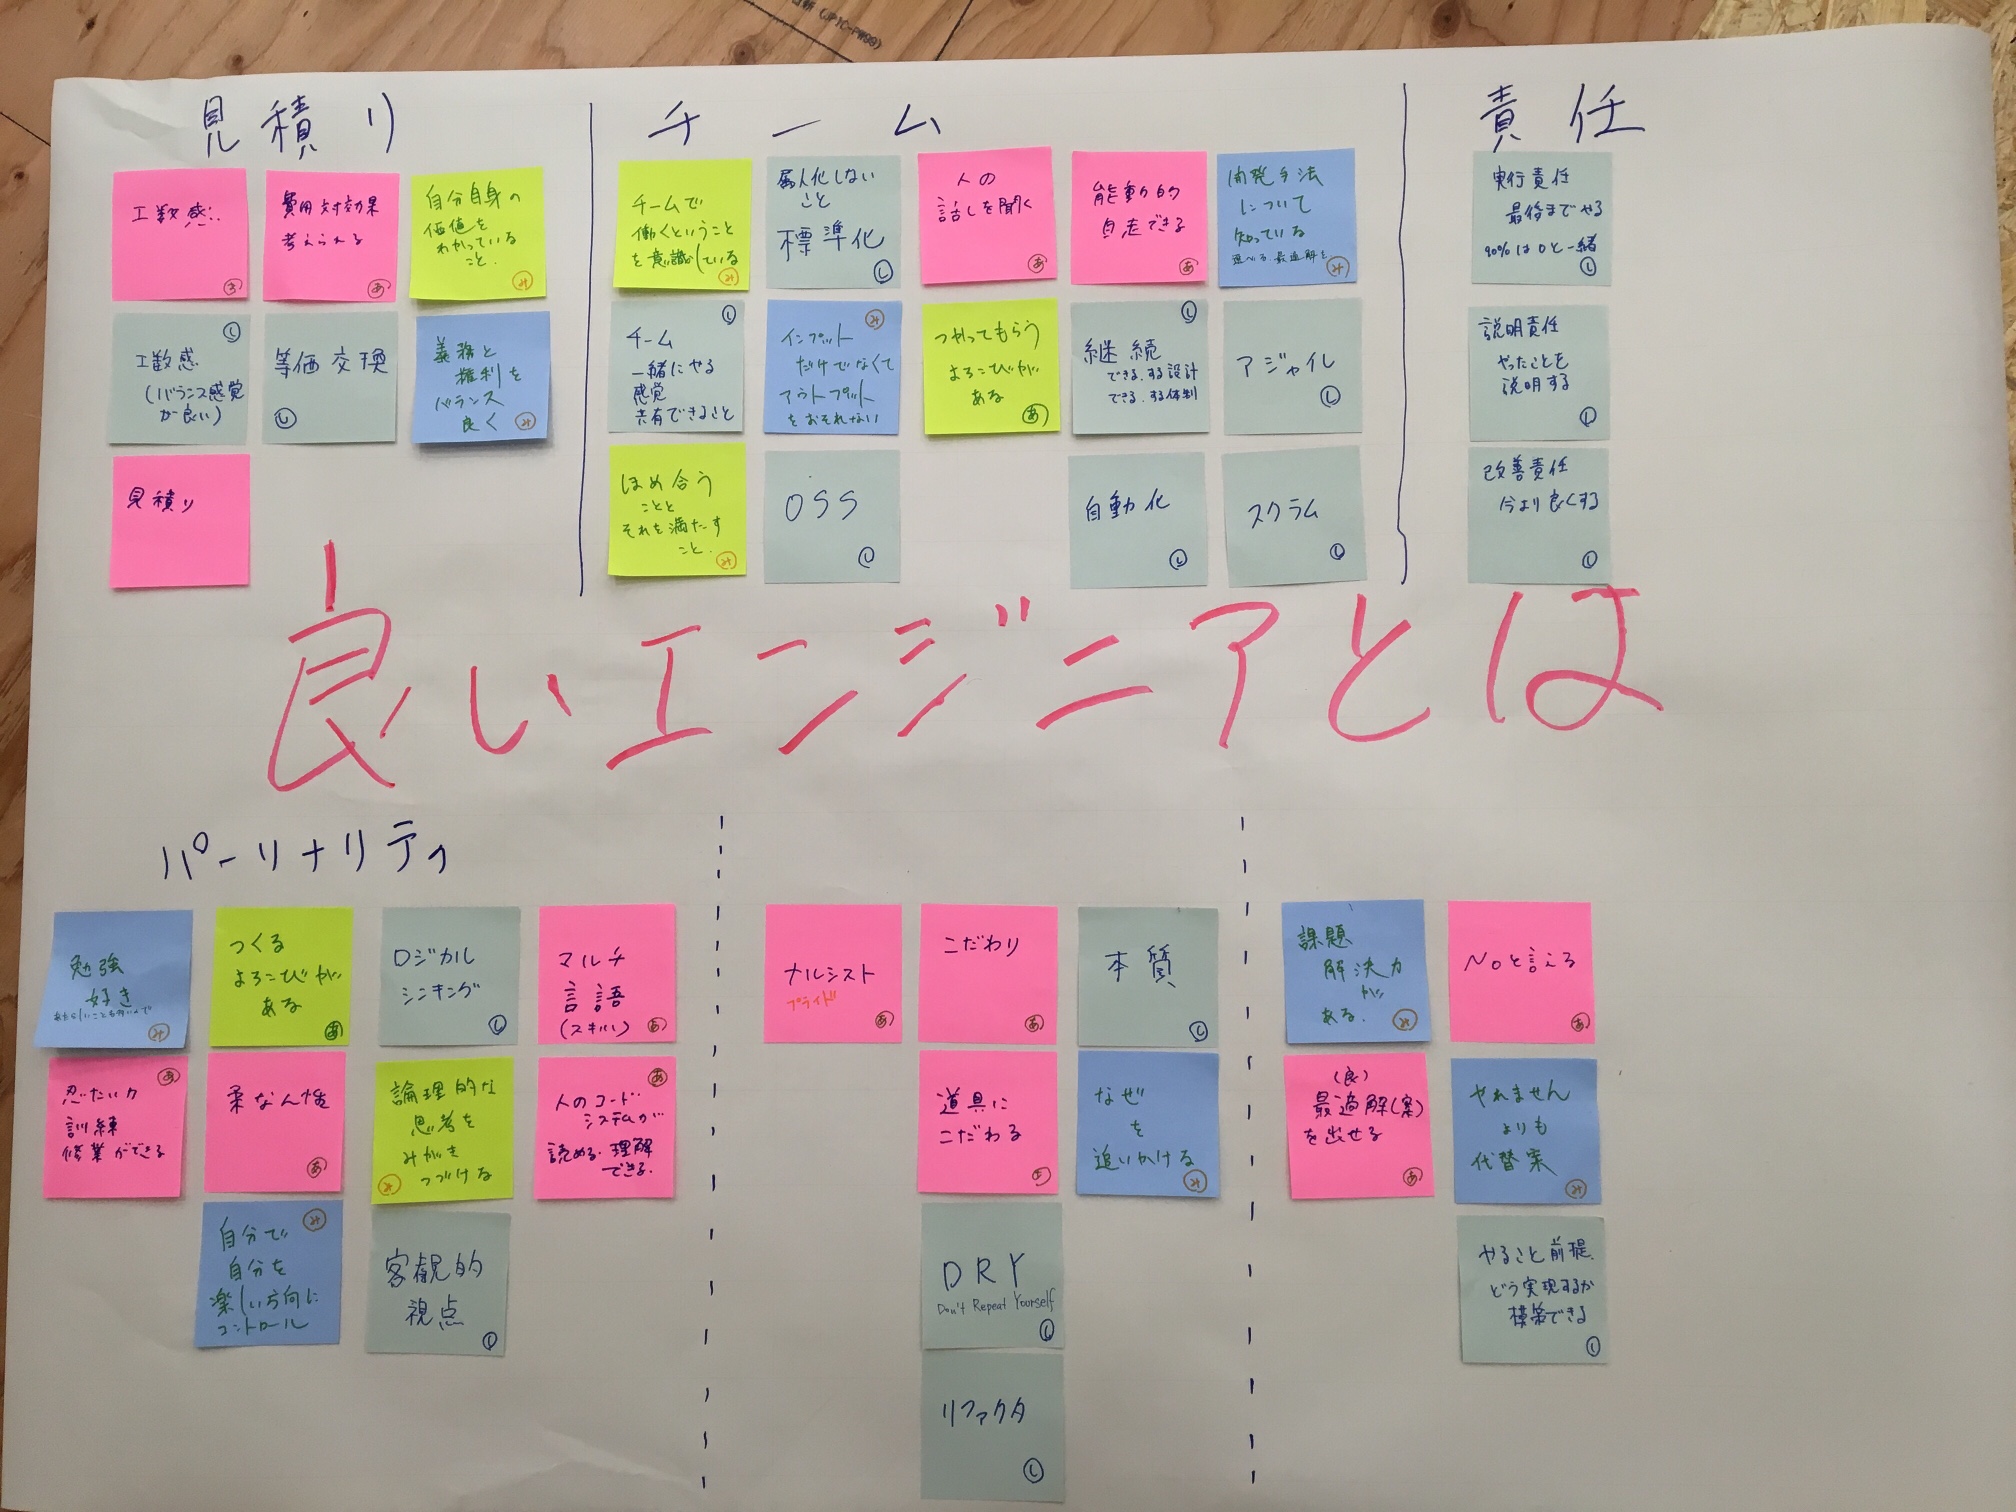 見積り
工数感..
る
費用対効果
考えられる
あ
自分自身の
価値を
わかっている
こと.
み
し
工数感
(バランス感覚
が良い)
等価交換
し
義務と
権利を
バランス
良く
み
見積り
チーム
チームで
働くということ
を意識している
み
属人化しない
こと
標準化
し
人の
話しを聞く
あ
能動的
自走できる
あ
開発手法
について
知っている
選べる.最適解を
み
し
チーム
一緒にやる
感覚
共有できること
み
インプット
だけでなくて
アウトプット
をおそれない
つかってもらう
よろこびが
ある
あ
し
継続
できる.する設計
できる.する体制
アジャイル
し
ほめ合う
ことと
それを満たす
こと.
み
OSS
し
自動化
し
スクラム
し
責任
実行責任
最後までやる
90%は0と一緒
し
説明責任
やったことを
説明する
し
改善責任
今より良くする
し
良いエンジニアとは
パーソナリティ
勉強
好き
み
つくる
よろこびが
ある
あ
ロジカル
シンキング
し
マルチ
言語
(スキル)
あ
あ
忍たい力
訓練
修業ができる
柔なん性
あ
論理的な
思考を
みがき
つづける
み
あ
人のコード
システムが
読める.理解
できる.
み
自分で
自分を
楽しい方向に
コントロール
客観的
視点
し
ナルシスト
プライド
あ
こだわり
あ
本質
し
道具に
こだわる
あ
なぜ
を
追いかける
み
DRY
Don't Repeat Yourself
し
リファクタ
し
課題
解決力
が
ある.
み
Noと言える
あ
(良)
最適解(案)
を出せる
あ
やれません
よりも
代替案
み
やること前提.
どう実現するか
模索できる
し